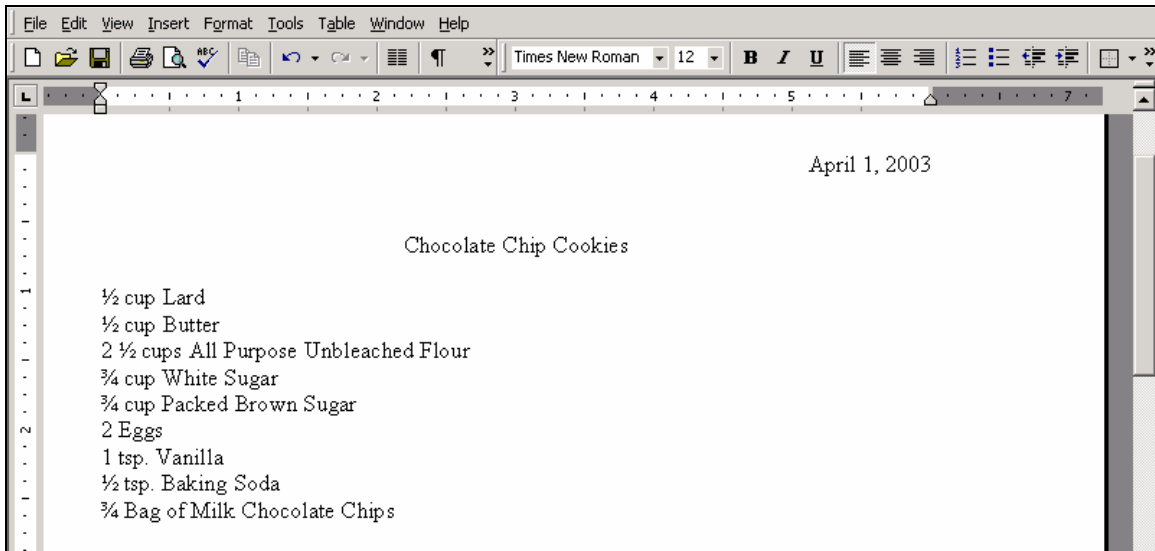 File Edit View Insert Format Tools Table Window Help
Times New Roman 12 B I U
L 1 2 3 4 5 7
April 1, 2003
Chocolate Chip Cookies
1
½ cup Lard
½ cup Butter
2 ½ cups All Purpose Unbleached Flour
¾ cup White Sugar
¾ cup Packed Brown Sugar
2
2 Eggs
1 tsp. Vanilla
½ tsp. Baking Soda
¾ Bag of Milk Chocolate Chips